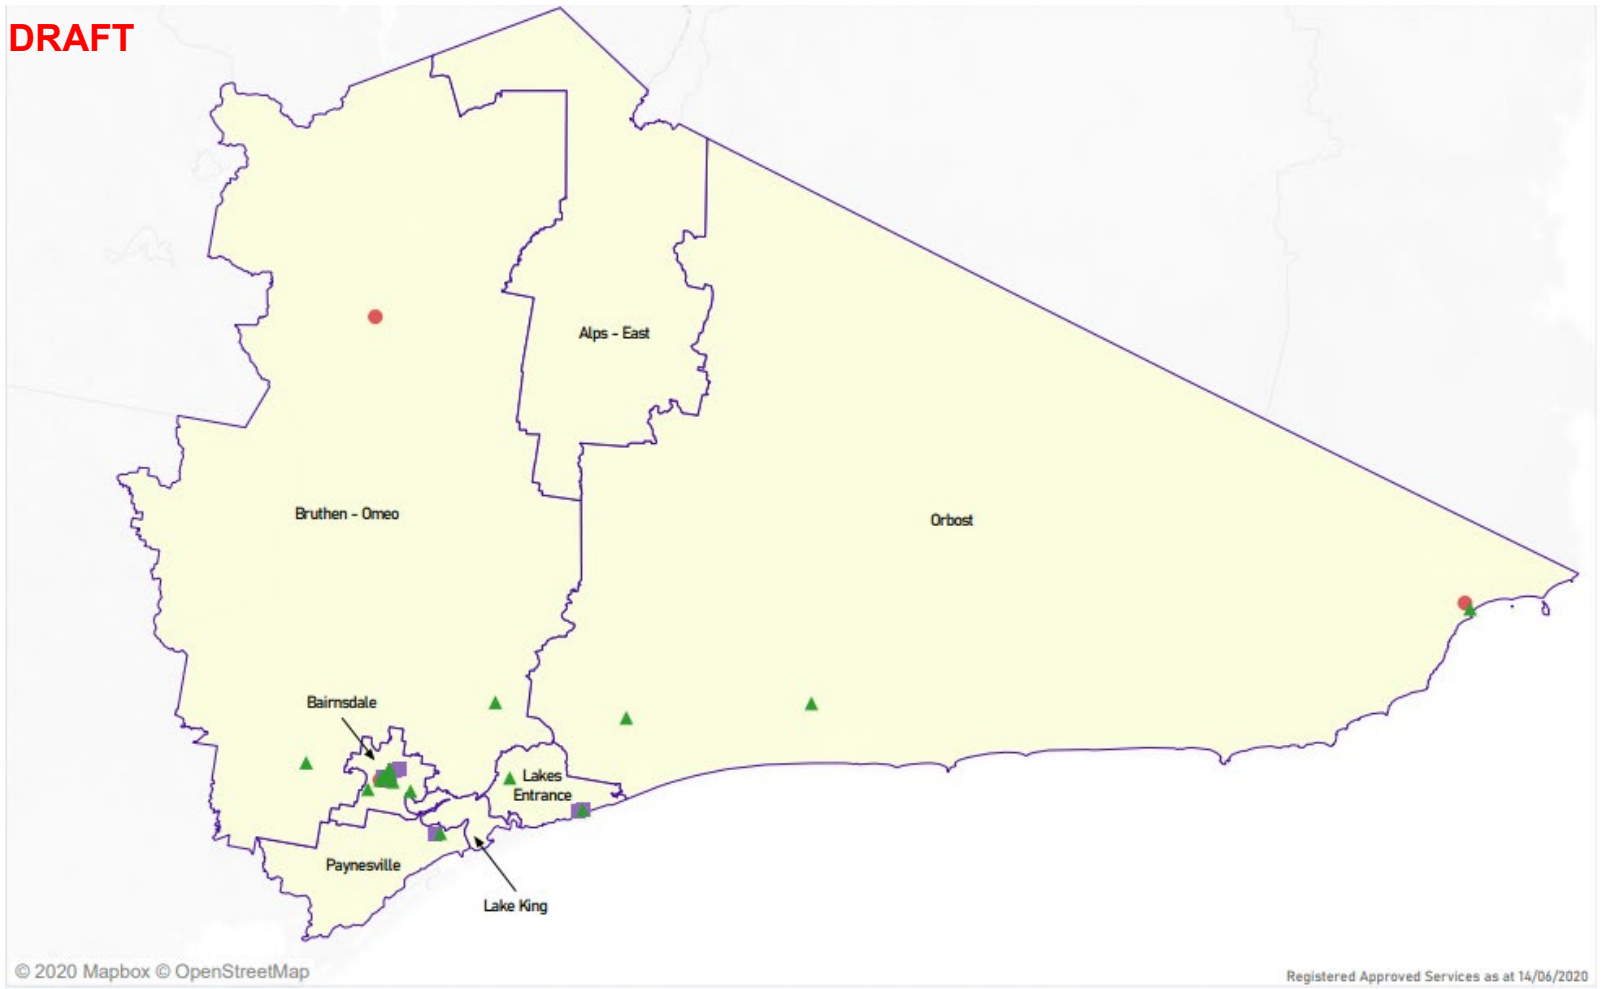 DRAFT
Alps - East
Bruthen - Omeo
Orbost
Bairnsdale
Lakes
Entrance
Paynesville
Lake King
© 2020 Mapbox © OpenStreetMap
Registered Approved Services as at 14/06/2020